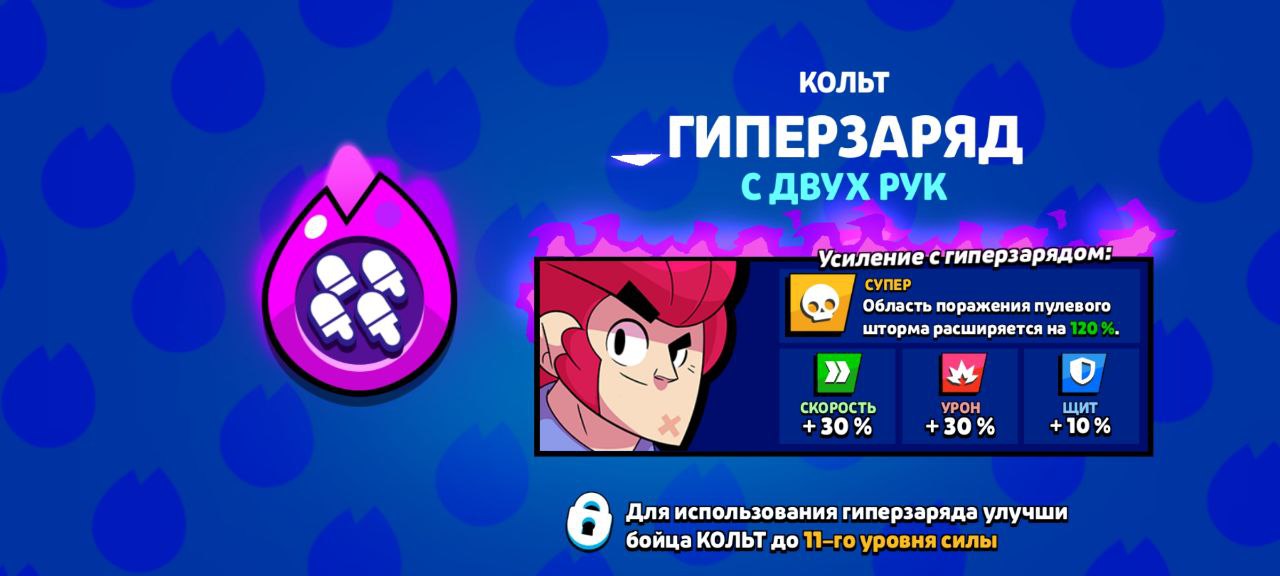 КОЛЬТ
ГИПЕРЗАРЯД
С ДВУХ РУК
Усиление с гиперзарядом:
СУПЕР
Область поражения пулевого
шторма расширяется на 120 %.
СКОРОСТЬ УРОН ЩИТ
+ 30 % + 30 % + 10 %
Для использования гиперзаряда улучши
бойца КОЛЬТ до 11-го уровня силы